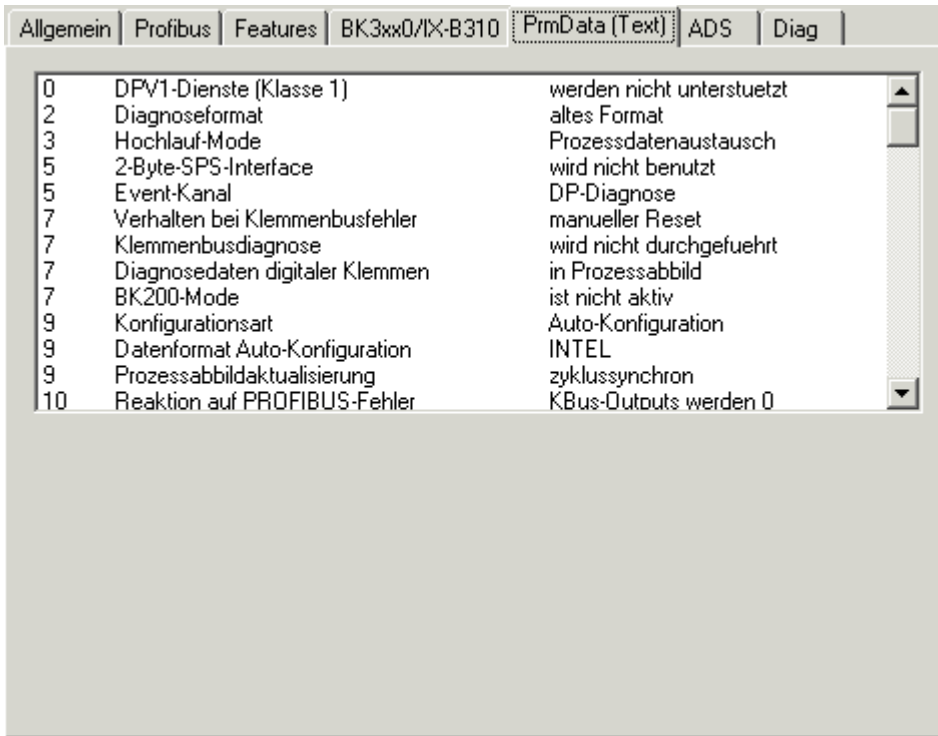 Allgemein Profibus Features BK3xx0/IX-B310 PrmData (Text) ADS Diag
0 DPV1-Dienste (Klasse 1) werden nicht unterstuetzt
2 Diagnoseformat altes Format
3 Hochlauf-Mode Prozessdatenaustausch
5 2-Byte-SPS-Interface wird nicht benutzt
5 Event-Kanal DP-Diagnose
7 Verhalten bei Klemmenbusfehler manueller Reset
7 Klemmenbusdiagnose wird nicht durchgefuehrt
7 Diagnosedaten digitaler Klemmen in Prozessabbild
7 BK200-Mode ist nicht aktiv
9 Konfigurationsart Auto-Konfiguration
9 Datenformat Auto-Konfiguration INTEL
9 Prozessabbildaktualisierung zyklussynchron
10 Reaktion auf PROFIBUS-Fehler KBus-Outputs werden 0